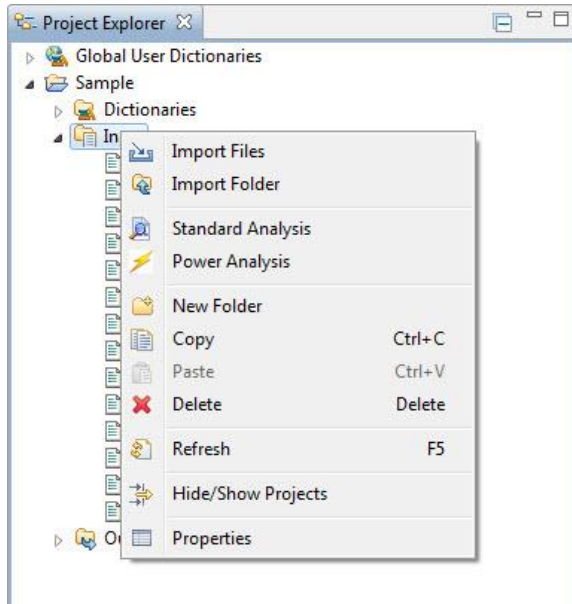 Project Explorer
Global User Dictionaries
Sample
Dictionaries
In
Import Files
Import Folder
Standard Analysis
Power Analysis
New Folder
Copy Ctrl+C
Paste Ctrl+V
Delete Delete
Refresh F5
Hide/Show Projects
Properties